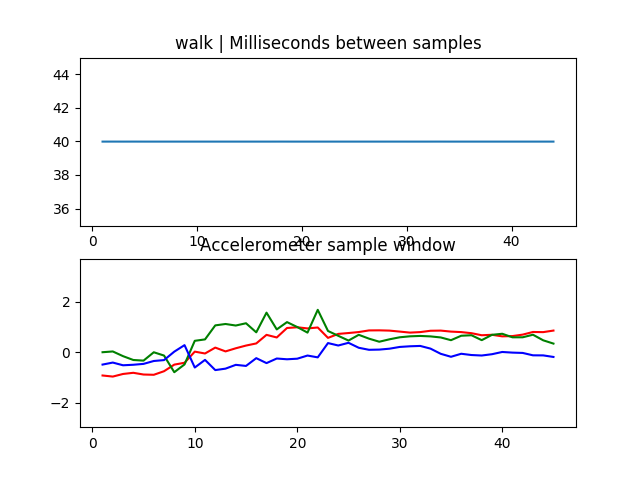 walk | Milliseconds between samples
44
42
40
38
36
0 10 20 30 40
Accelerometer sample window
2
0
−2
0 10 20 30 40